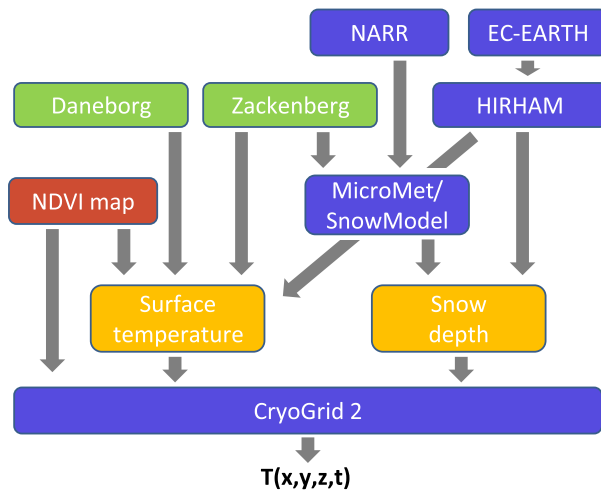 NARR
EC-EARTH
Daneborg
Zackenberg
HIRHAM
NDVI map
MicroMet/
SnowModel
Surface
temperature
Snow
depth
CryoGrid 2
T(x,y,z,t)